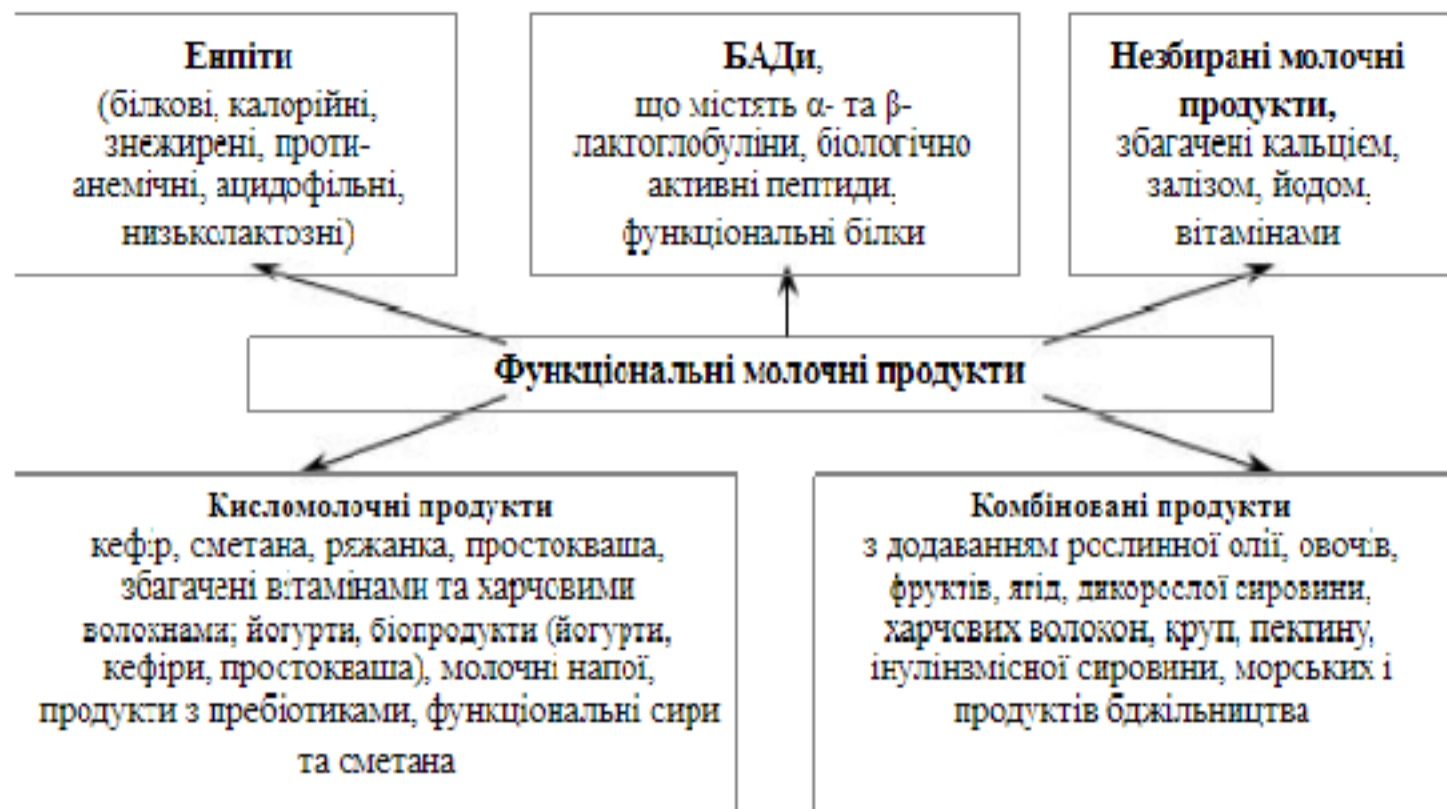 Енпіти
(білкові, калорійні,
знежирені, проти-
анемічні, ацидофільні,
низьколактозні)
БАДи,
що містять α- та β-
лактоглобуліни, біологічно
активні пептиди,
функціональні білки
Незбирані молочні
продукти,
збагачені кальцієм,
залізом, йодом,
вітамінами
Функціональні молочні продукти
Кисломолочні продукти
кефір, сметана, ряжанка, простокваша,
збагачені вітамінами та харчовими
волокнами; йогурти, біопродукти (йогурти,
кефіри, простокваша), молочні напої,
продукти з пребіотиками, функціональні сири
та сметана
Комбіновані продукти
з додаванням рослинної олії, овочів,
фруктів, ягід, дикорослої сировини,
харчових волокон, круп, пектину,
інулінвмісної сировини, морських і
продуктів бджільництва